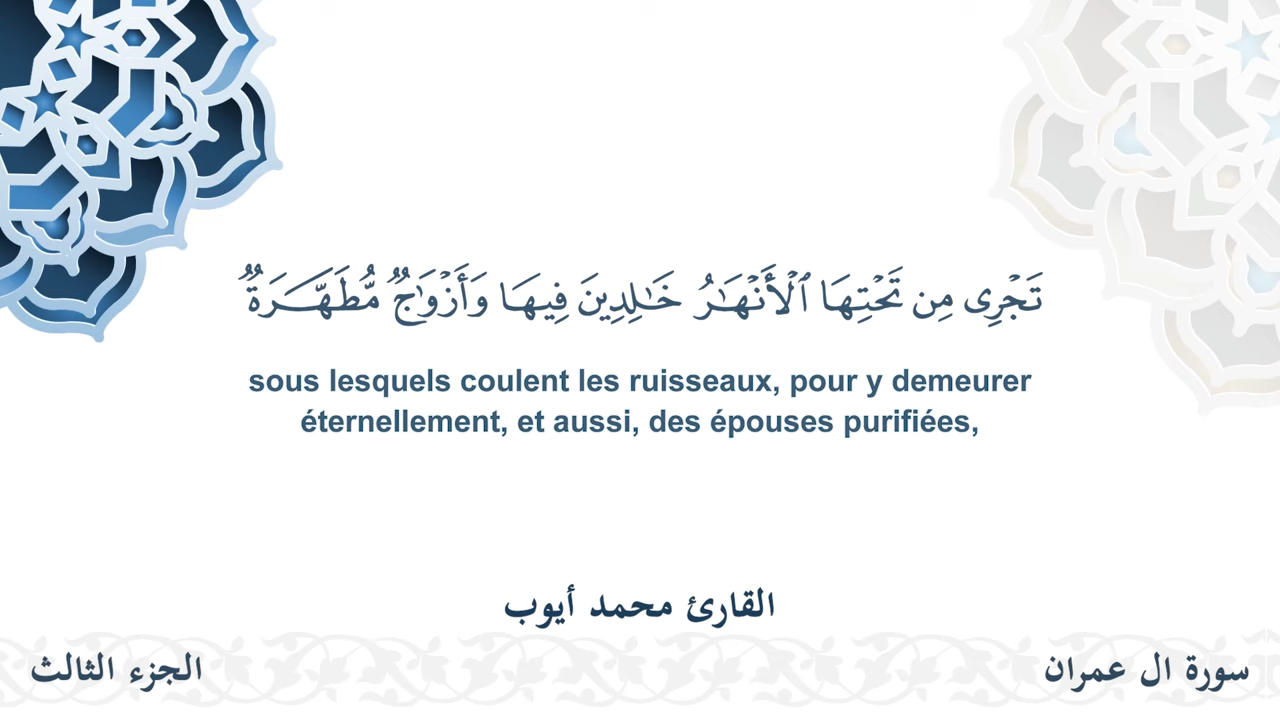 تَجْرِى مِن تَحْتِهَا ٱلْأَنْهَـٰرُ خَـٰلِدِينَ فِيهَا وَأَزْوَٰجٌ مُّطَهَّرَةٌ
sous lesquels coulent les ruisseaux, pour y demeurer
éternellement, et aussi, des épouses purifiées,
القارئ محمد أيوب
سورة ال عمران
الجزء الثالث